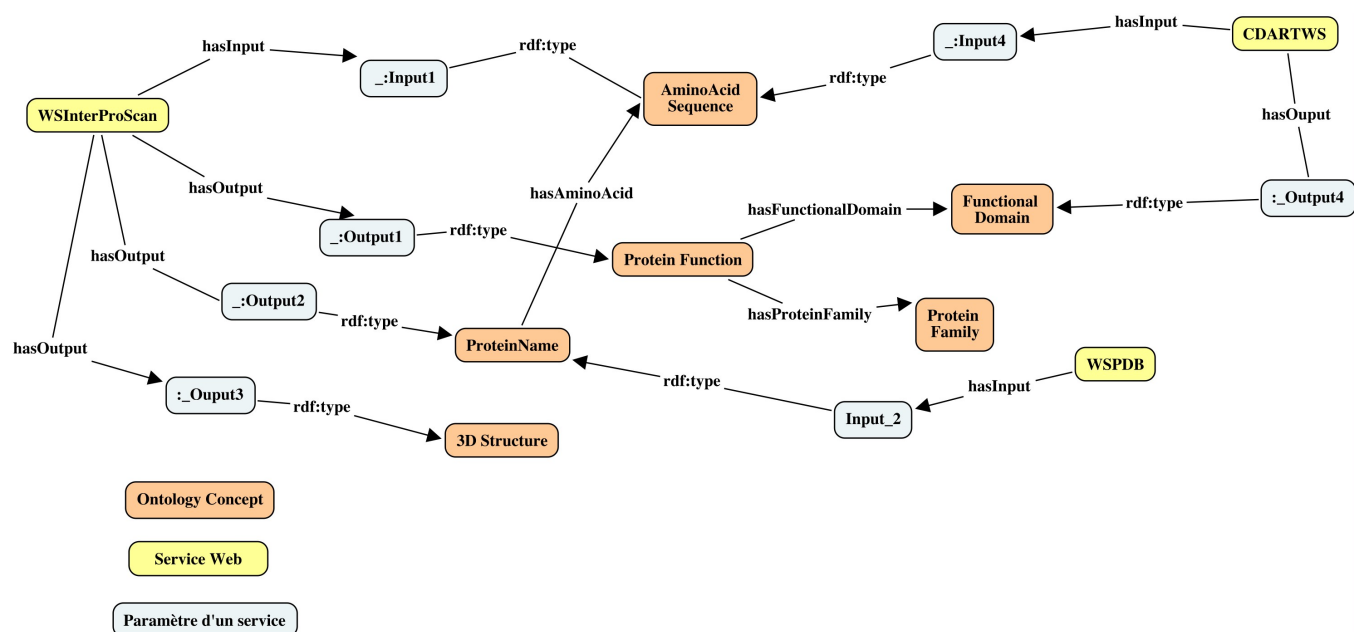 hasInput
rdf:type
_:Input1
_:Input4
hasInput
CDARTWS
rdf:type
AminoAcid
Sequence
WSInterProScan
hasOuput
hasOutput
hasAminoAcid
_:Output1
rdf:type
hasFunctionalDomain
Functional
Domain
rdf:type
:_Output4
Protein Function
hasOutput
_:Output2
rdf:type
hasProteinFamily
Protein
Family
ProteinName
hasOutput
WSPDB
rdf:type
hasInput
:_Ouput3
rdf:type
Input_2
3D Structure
Ontology Concept
Service Web
Paramètre d'un service